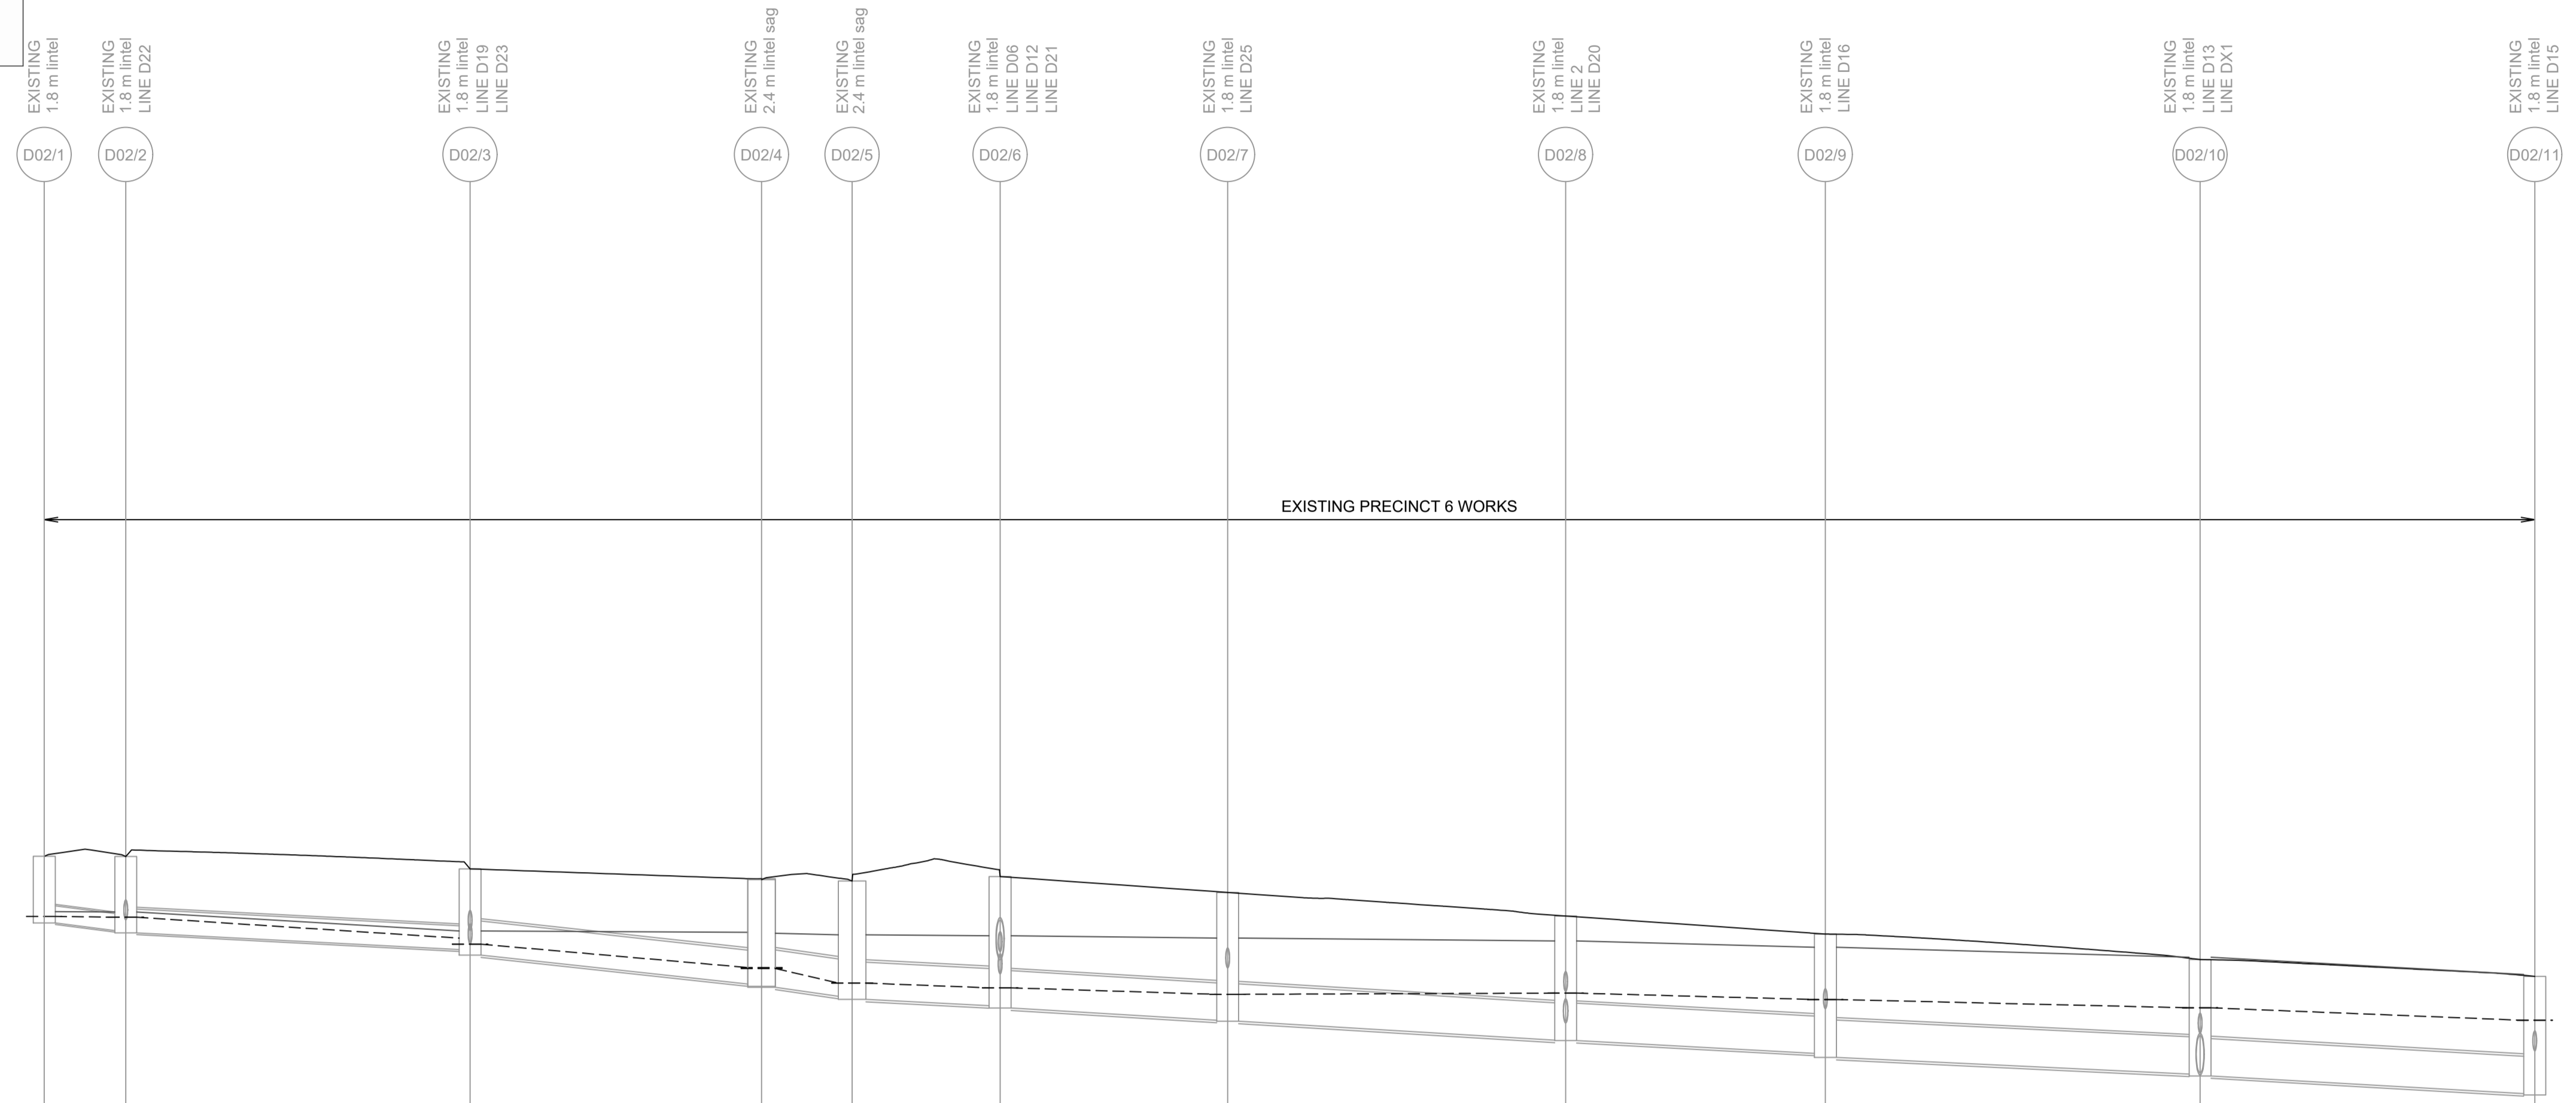 EXISTING
1.8 m lintel
EXISTING
1.8 m lintel
LINE D22
EXISTING
1.8 m lintel
LINE D19
LINE D23
EXISTING
2.4 m lintel sag
EXISTING
2.4 m lintel sag
EXISTING
1.8 m lintel
LINE D06
LINE D12
LINE D21
EXISTING
1.8 m lintel
LINE D25
EXISTING
1.8 m lintel
LINE 2
LINE D20
EXISTING
1.8 m lintel
LINE D16
EXISTING
1.8 m lintel
LINE D13
LINE DX1
EXISTING
1.8 m lintel
LINE D15
D02/1
D02/2
D02/3
D02/4
D02/5
D02/6
D02/7
D02/8
D02/9
D02/10
D02/11
EXISTING PRECINCT 6 WORKS